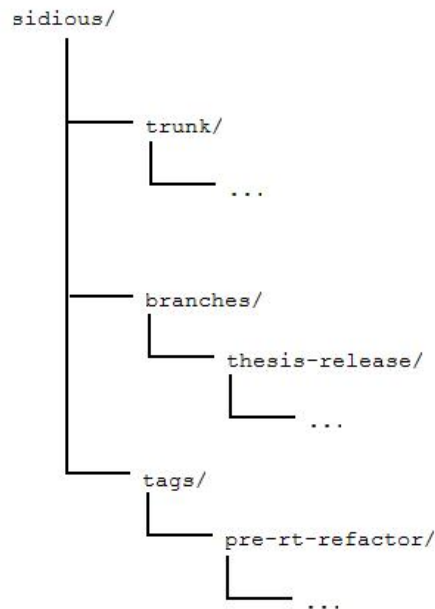 sidious/
trunk/
...
branches/
thesis-release/
...
tags/
pre-rt-refactor/
...